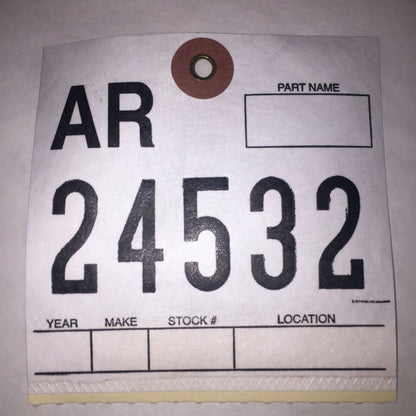 AR
PART NAME
24532
YEAR MAKE STOCK # LOCATION